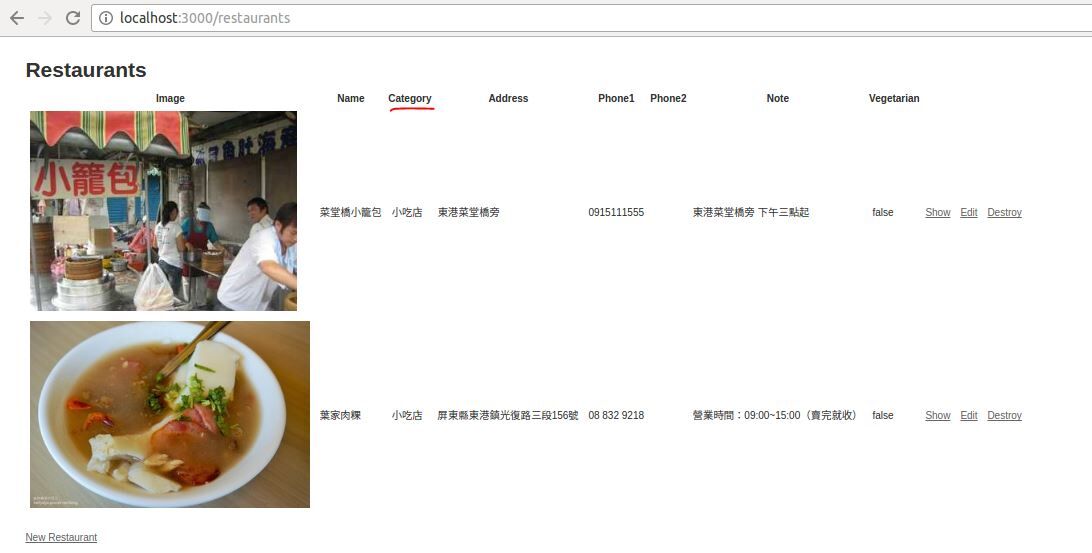 localhost:3000/restaurants
Restaurants
Image Name Category Address Phone1 Phone2 Note Vegetarian
小籠包
菜堂橋小籠包 小吃店 東港菜堂橋旁 0915111555 東港菜堂橋旁 下午三點起 false Show Edit Destroy
葉家肉粿 小吃店 屏東縣東港鎮光復路三段156號 08 832 9218 營業時間：09:00~15:00（賣完就收） false Show Edit Destroy
New Restaurant